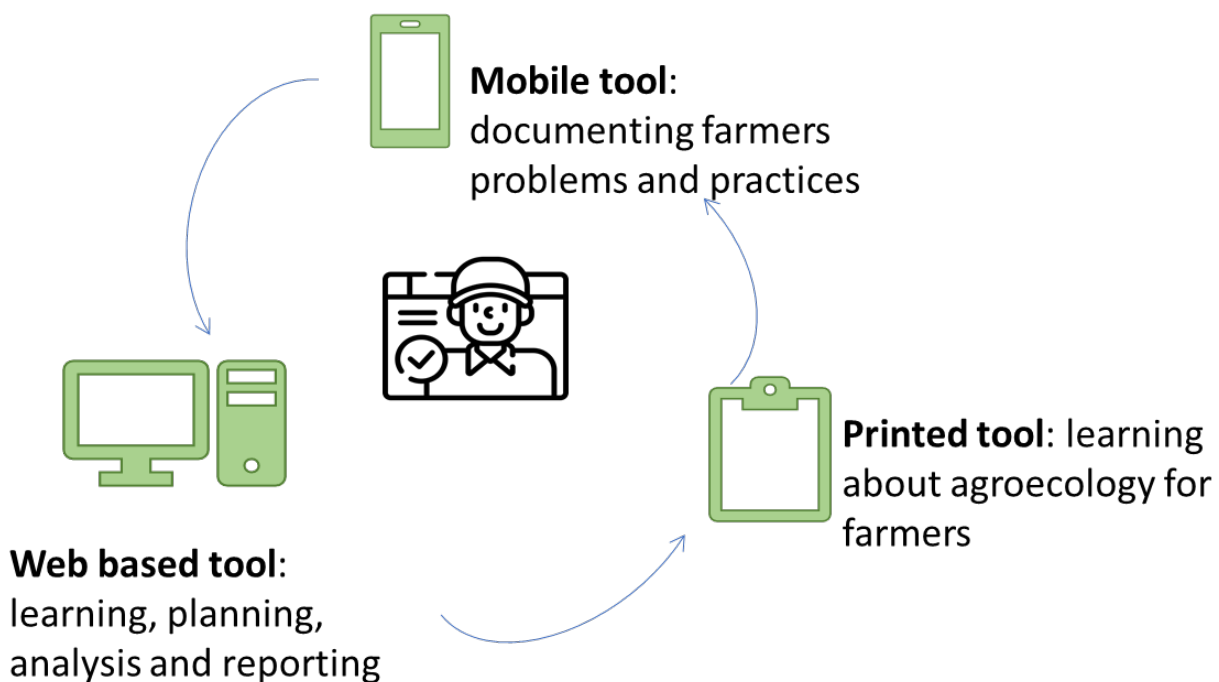 Mobile tool:
documenting farmers
problems and practices
Printed tool: learning
about agroecology for
farmers
Web based tool:
learning, planning,
analysis and reporting